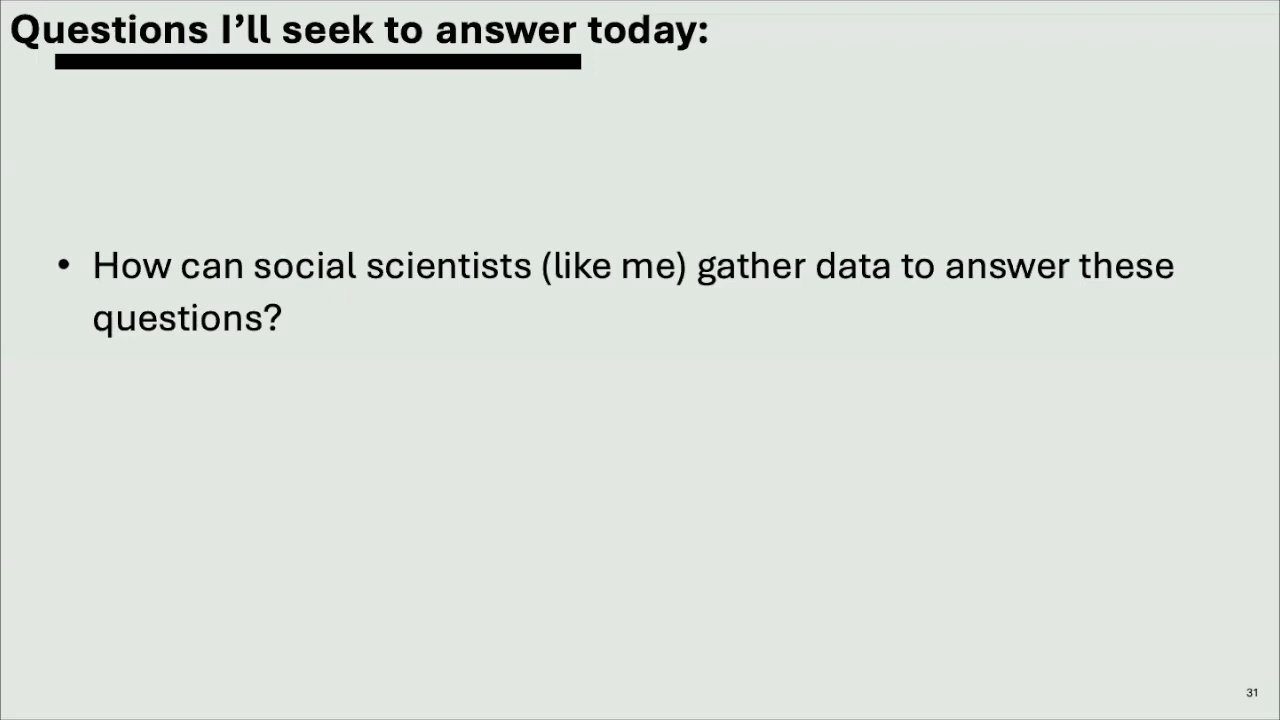 Questions I’ll seek to answer today:
• How can social scientists (like me) gather data to answer these
questions?
31